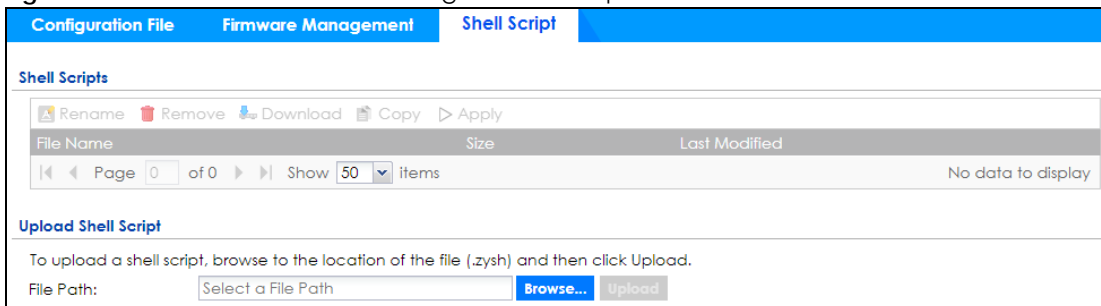 Configuration File Firmware Management Shell Script
Shell Scripts
Rename Remove Download Copy Apply
File Name Size Last Modified
Page 0 of 0 Show 50 items No data to display
Upload Shell Script
To upload a shell script, browse to the location of the file (.zysh) and then click Upload.
File Path: Select a File Path Browse... Upload